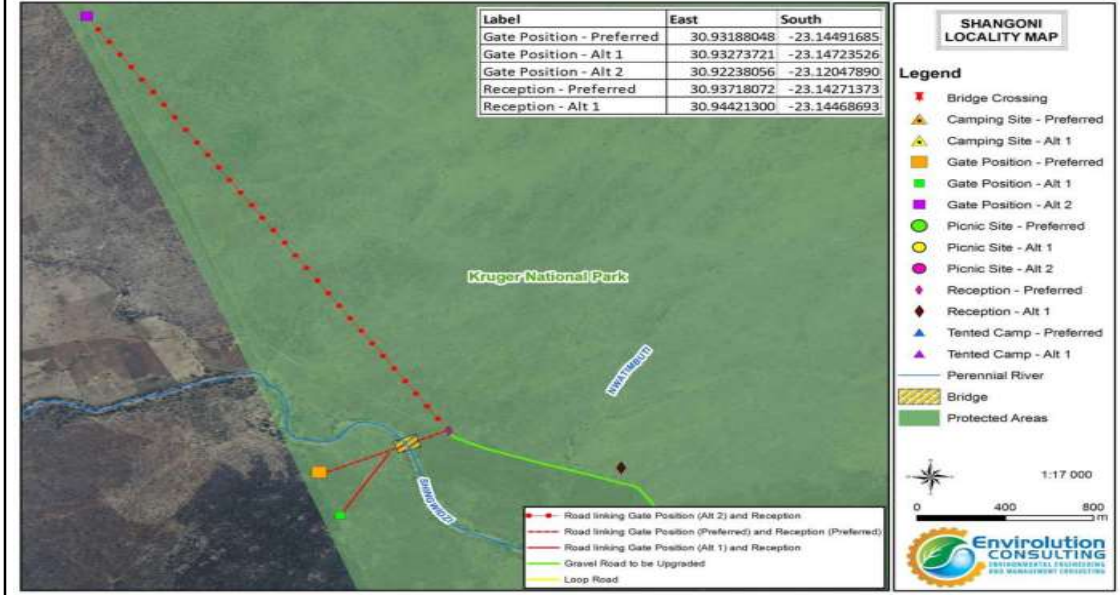 Label East South
Gate Position - Preferred 30.93188048 -23.14491685
Gate Position - Alt 1 30.93273721 -23.14723526
Gate Position - Alt 2 30.92238056 -23.12047890
Reception - Preferred 30.93718072 -23.14271373
Reception - Alt 1 30.94421300 -23.14468693
Kruger National Park
NWATIMBUTI
SHINGWIDZI
Road linking Gate Position (Alt 2) and Reception
Road linking Gate Position (Preferred) and Reception (Preferred)
Road linking Gate Position (Alt 1) and Reception
Gravel Road to be Upgraded
Loop Road
SHANGONI
LOCALITY MAP
Legend
Bridge Crossing
Camping Site - Preferred
Camping Site - Alt 1
Gate Position - Preferred
Gate Position - Alt 1
Gate Position - Alt 2
Picnic Site - Preferred
Picnic Site - Alt 1
Picnic Site - Alt 2
Reception - Preferred
Reception - Alt 1
Tented Camp - Preferred
Tented Camp - Alt 1
Perennial River
Bridge
Protected Areas
1:17 000
0 400 800
m
Envirolution
CONSULTING
ENVIRONMENTAL ENGINEERING
AND MANAGEMENT CONSULTING